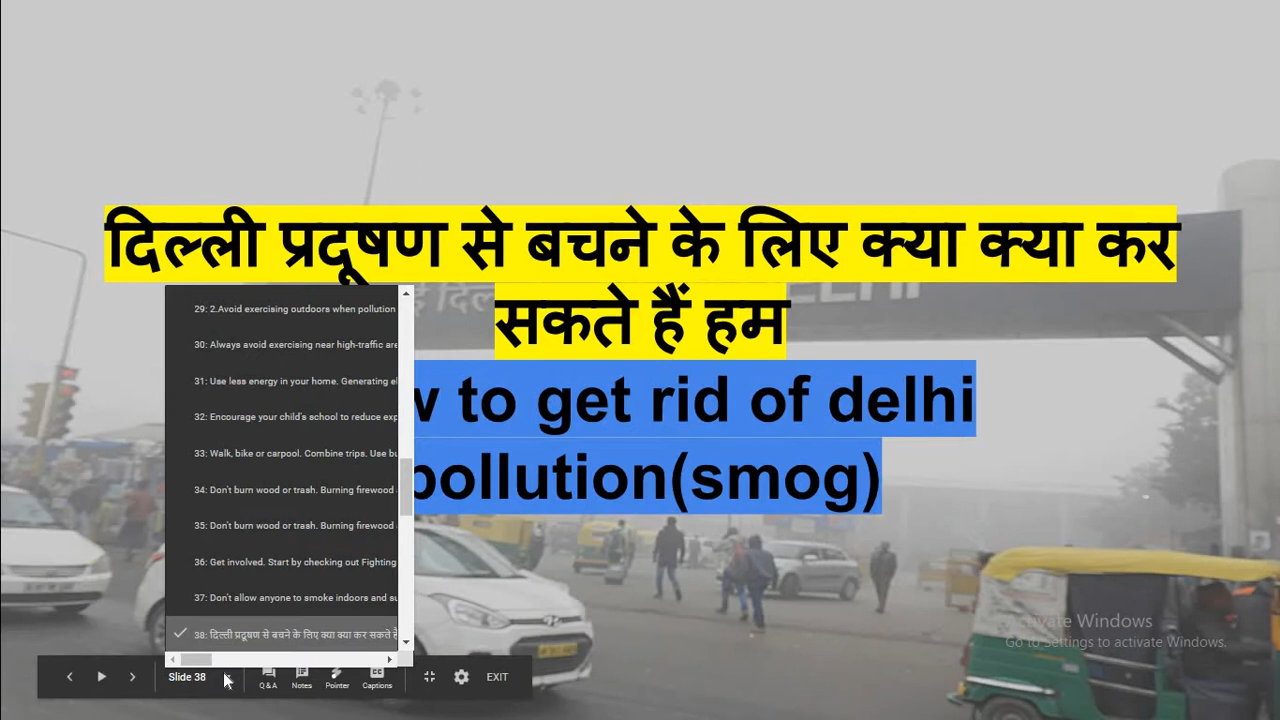 दिल्ली प्रदूषण से बचने के लिए क्या क्या कर
सकते हैं हम
to get rid of delhi
pollution(smog)
29: 2.Avoid exercising outdoors when pollution
30: Always avoid exercising near high-traffic
31: Use less energy in your home. Generating
32: Encourage your child's school to reduce
33: Walk, bike or carpool. Combine trips. Use
34: Don't burn wood or trash. Burning firewood
35: Don't burn wood or trash. Burning firewood
36: Get involved. Start by checking out Fighting
37: Don't allow anyone to smoke indoors and
38: दिल्ली प्रदूषण से बचने के लिए क्या क्या कर सकते
Activate Windows
Go to Settings to activate Windows.
Slide 38
Q & A
Notes
Pointer
Captions
EXIT